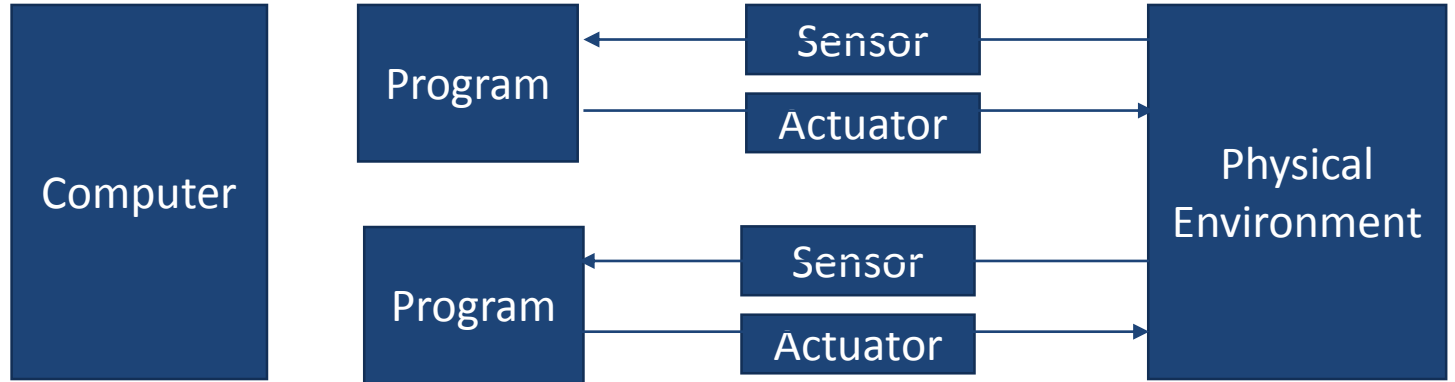 Computer
Program
Sensor
Actuator
Physical
Environment
Program
Sensor
Actuator